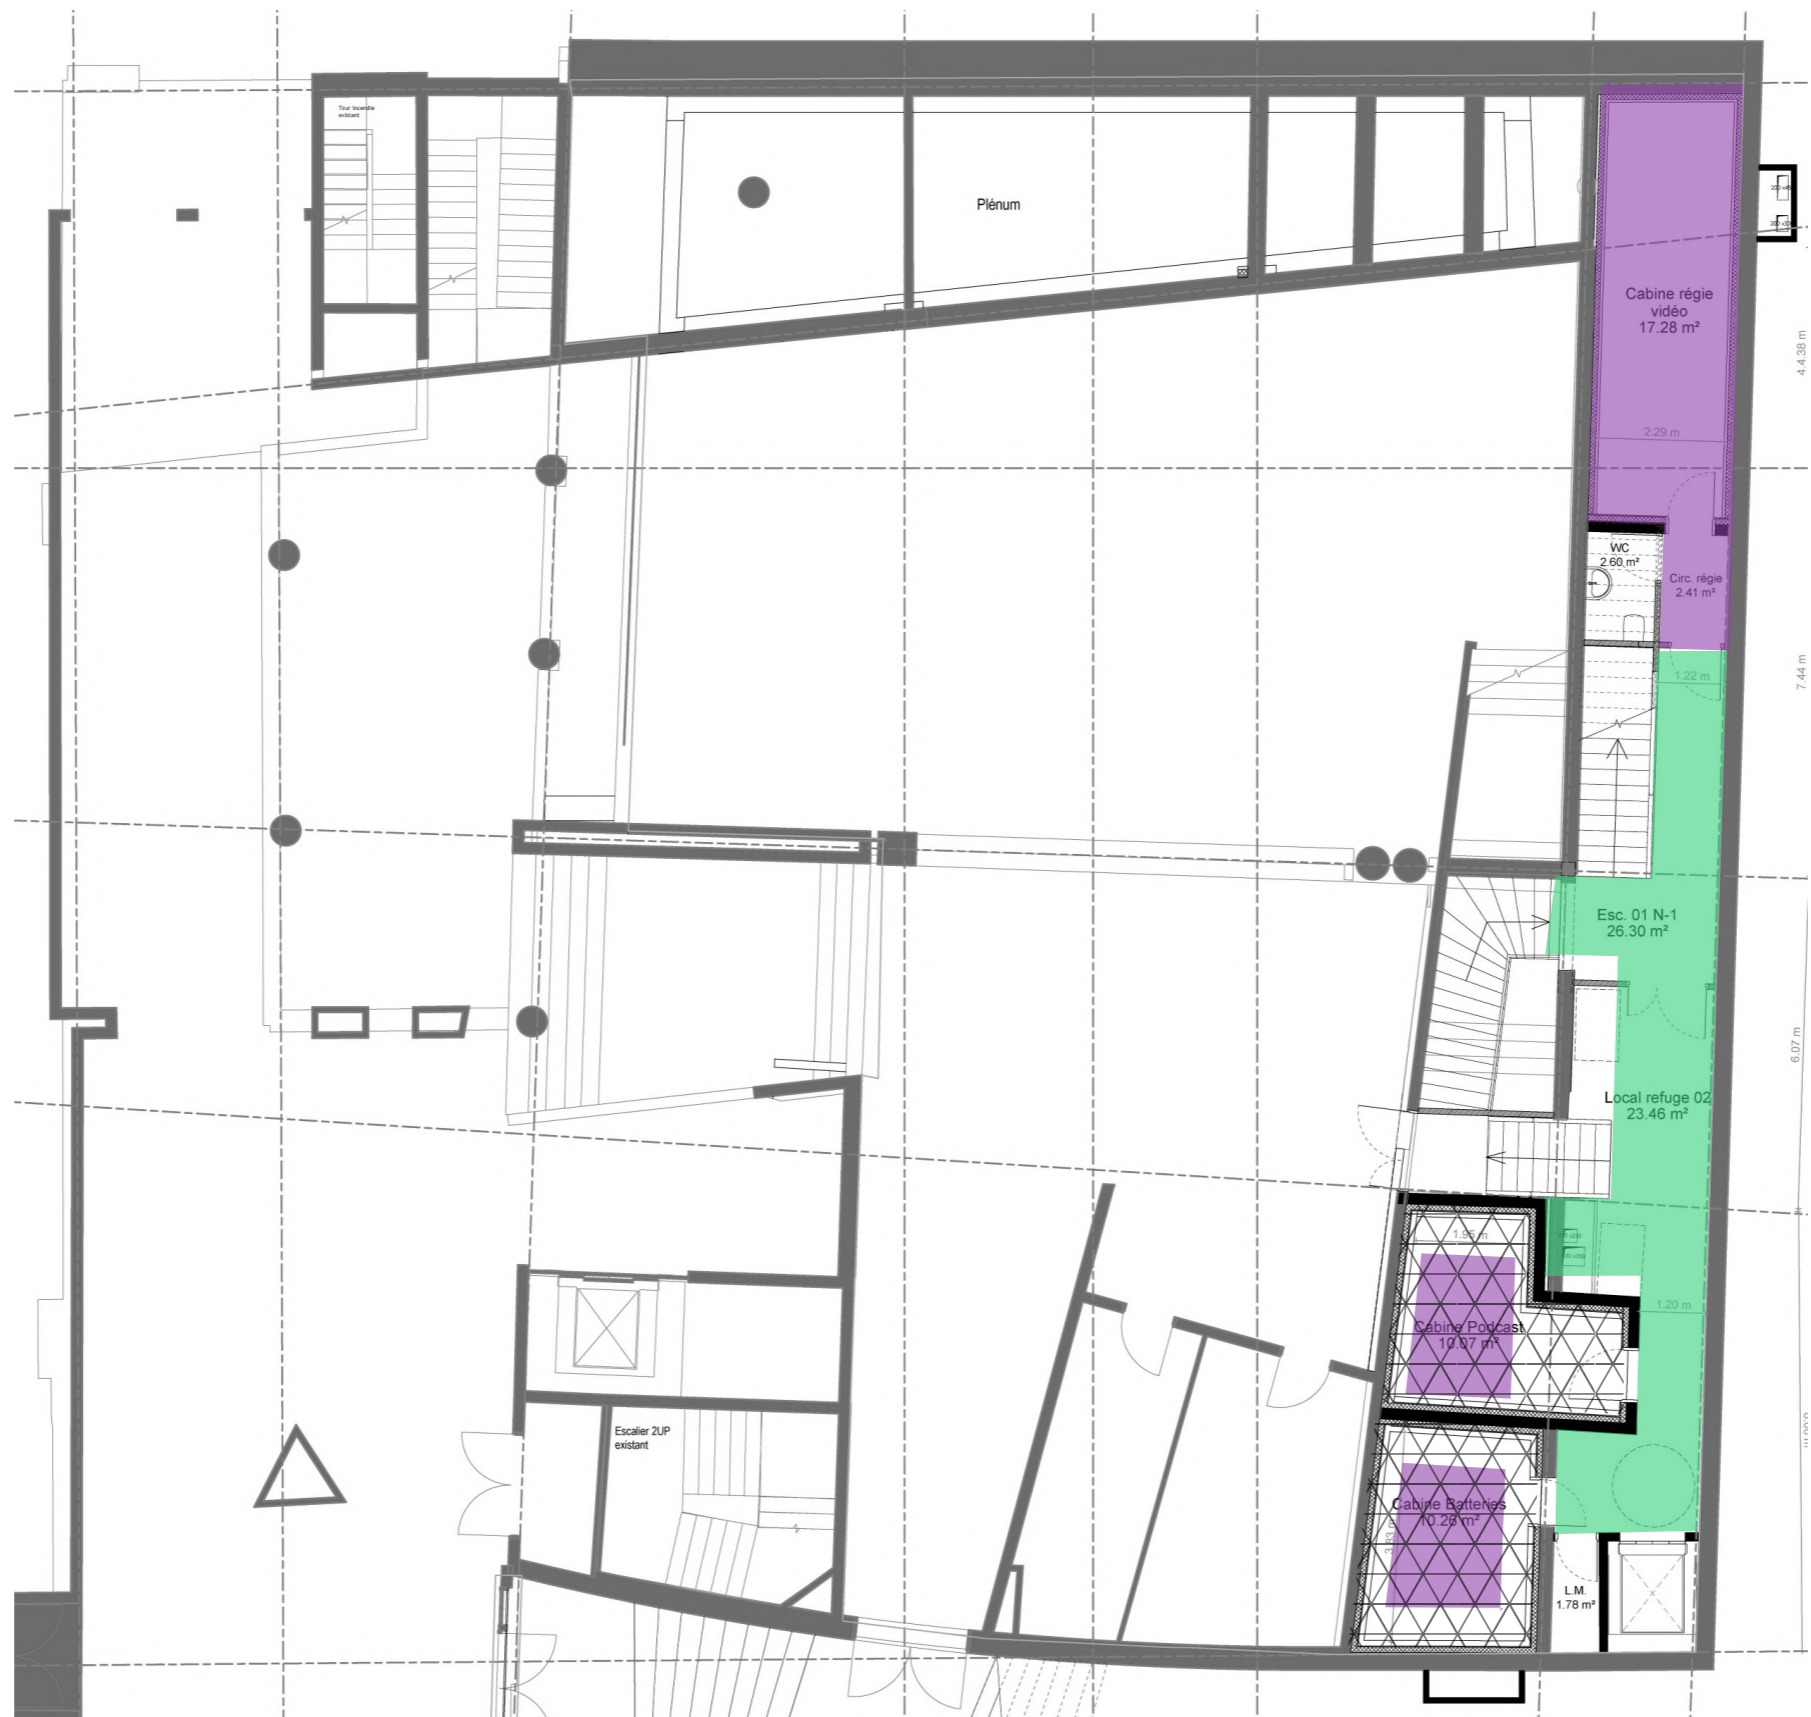 Tour Incendie
existant
Plénum
Cabine régie
vidéo
17.28 m²
4.38 m
2.29 m
WC
2.60 m²
Circ. régie
2.41 m²
1.22 m
7.44 m
Esc. 01 N-1
26.30 m²
6.07 m
Local refuge 02
23.46 m²
1.95 m
1.20 m
Cabine Podcast
10.07 m²
Escalier 2UP
existant
Cabine Batteries
10.26 m²
L.M.
1.78 m²